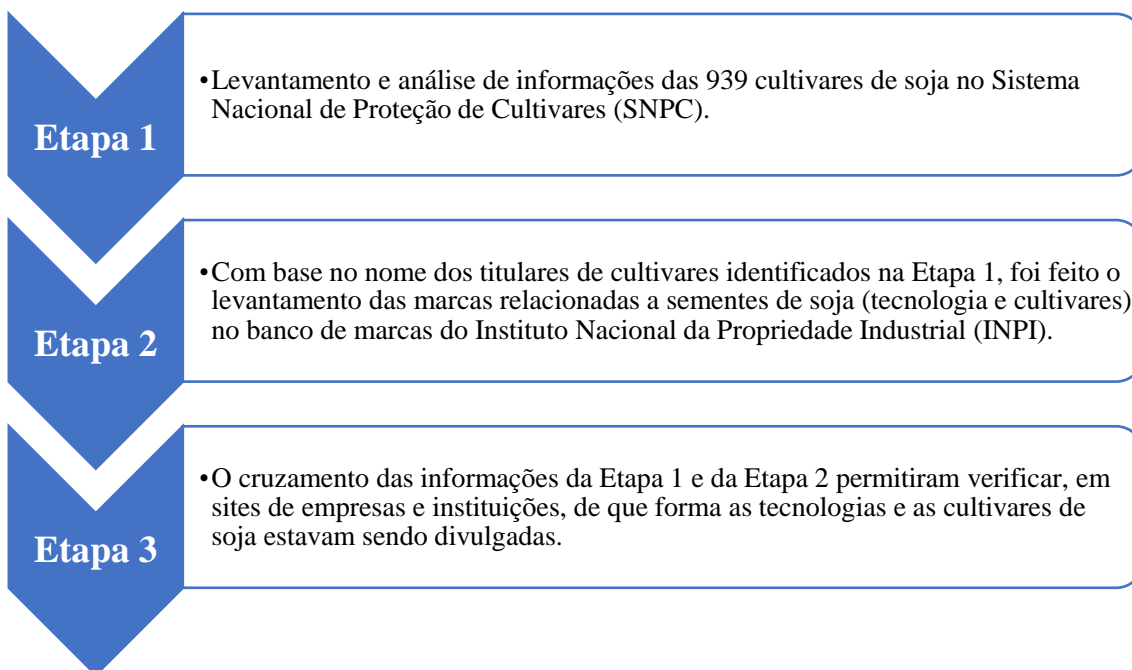 Etapa 1
•Levantamento e análise de informações das 939 cultivares de soja no Sistema
Nacional de Proteção de Cultivares (SNPC).
Etapa 2
•Com base no nome dos titulares de cultivares identificados na Etapa 1, foi feito o
levantamento das marcas relacionadas a sementes de soja (tecnologia e cultivares)
no banco de marcas do Instituto Nacional da Propriedade Industrial (INPI).
Etapa 3
•O cruzamento das informações da Etapa 1 e da Etapa 2 permitiram verificar, em
sites de empresas e instituições, de que forma as tecnologias e as cultivares de
soja estavam sendo divulgadas.